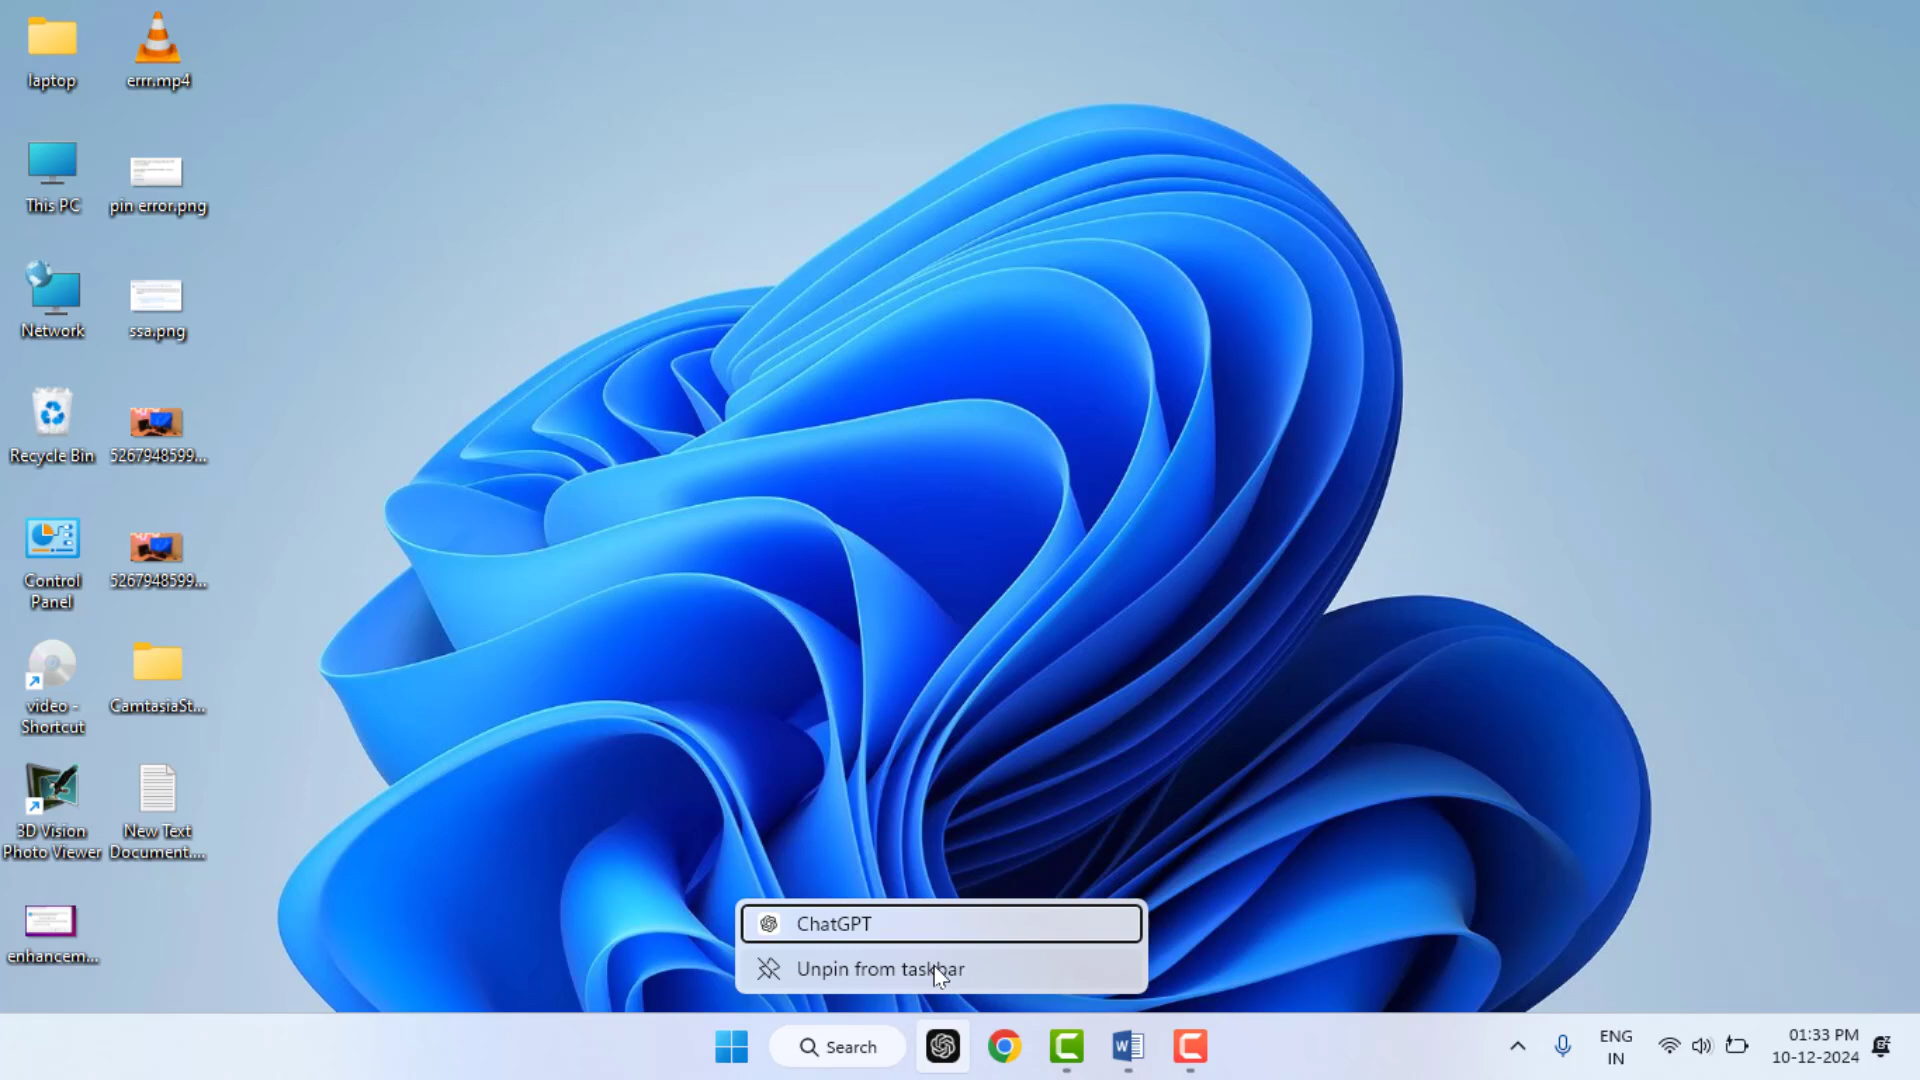 laptop
errr.mp4
This PC
pin error.png
Network
ssa.png
Recycle Bin
5267948599...
Control
Panel
5267948599...
video -
Shortcut
CamtasiaSt...
3D Vision
Photo Viewer
New Text
Document....
enhancem...
ChatGPT
Unpin from taskbar
Search
ENG
IN
01:33 PM
10-12-2024